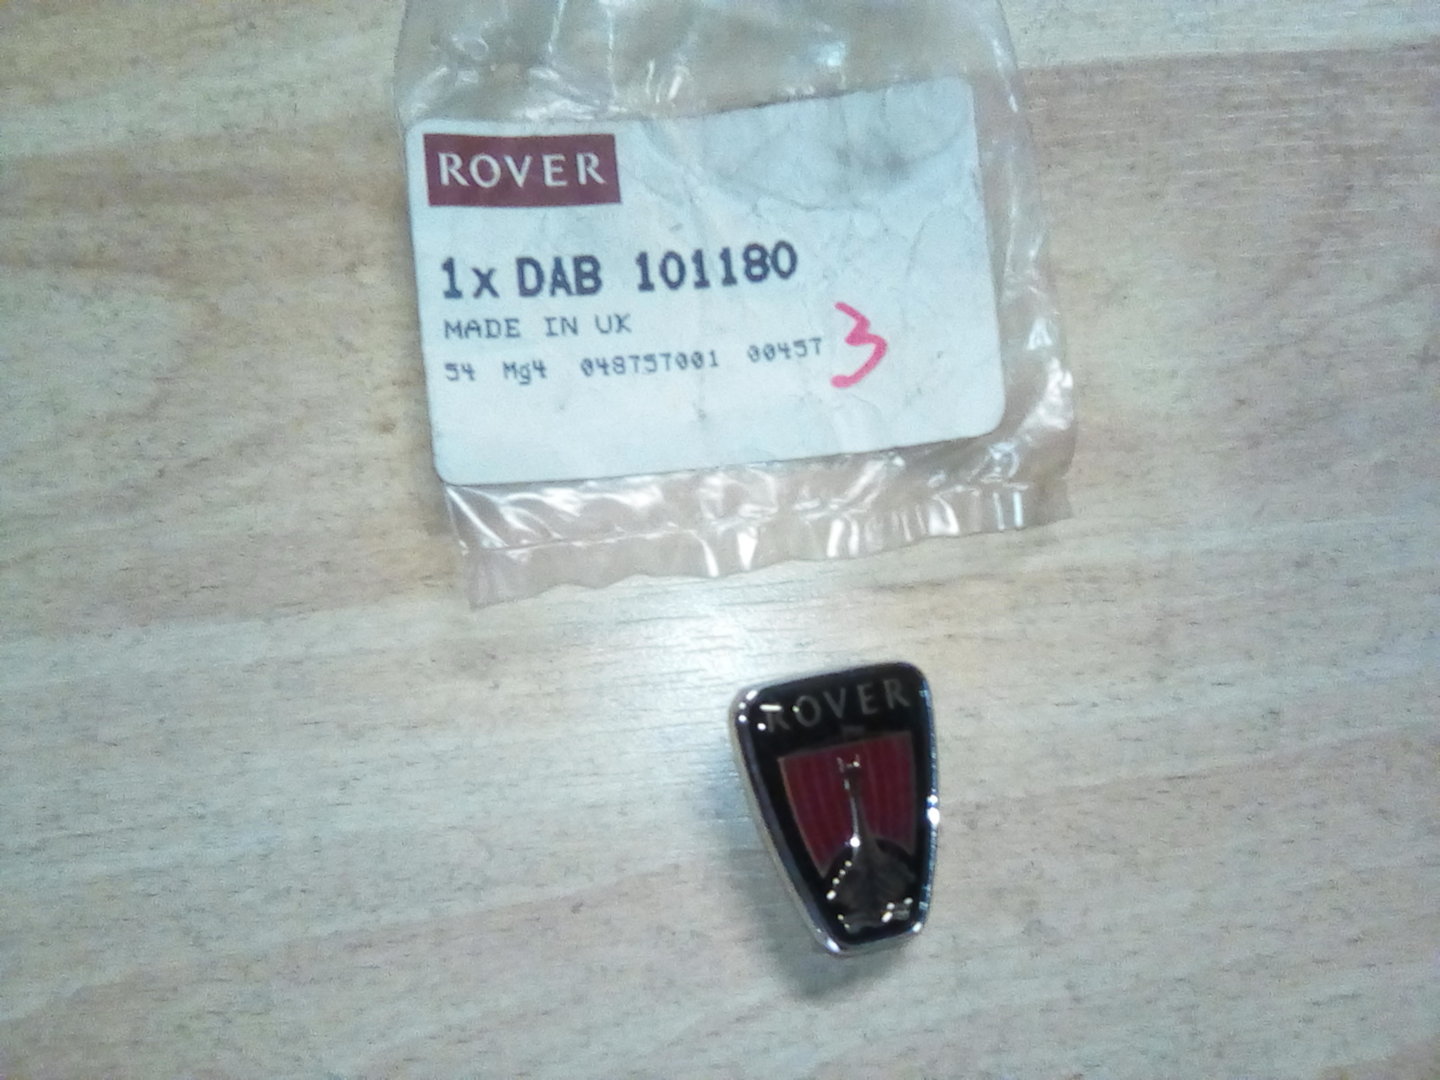 ROVER
1x DAB 101180
MADE IN UK
54 Mg4 048757001 00457
3
ROVER